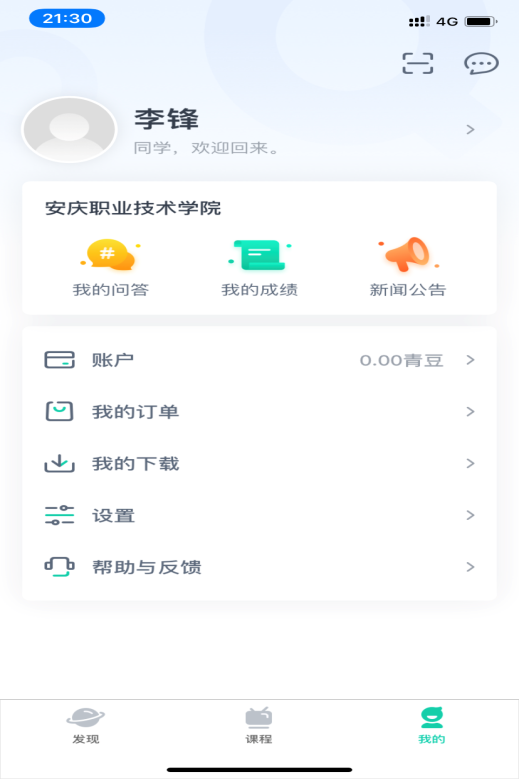 21:30
4G
李锋
同学，欢迎回来。
安庆职业技术学院
#
我的问答
我的成绩
新闻公告
账户
0.00青豆
我的订单
我的下载
设置
帮助与反馈
发现
课程
我的